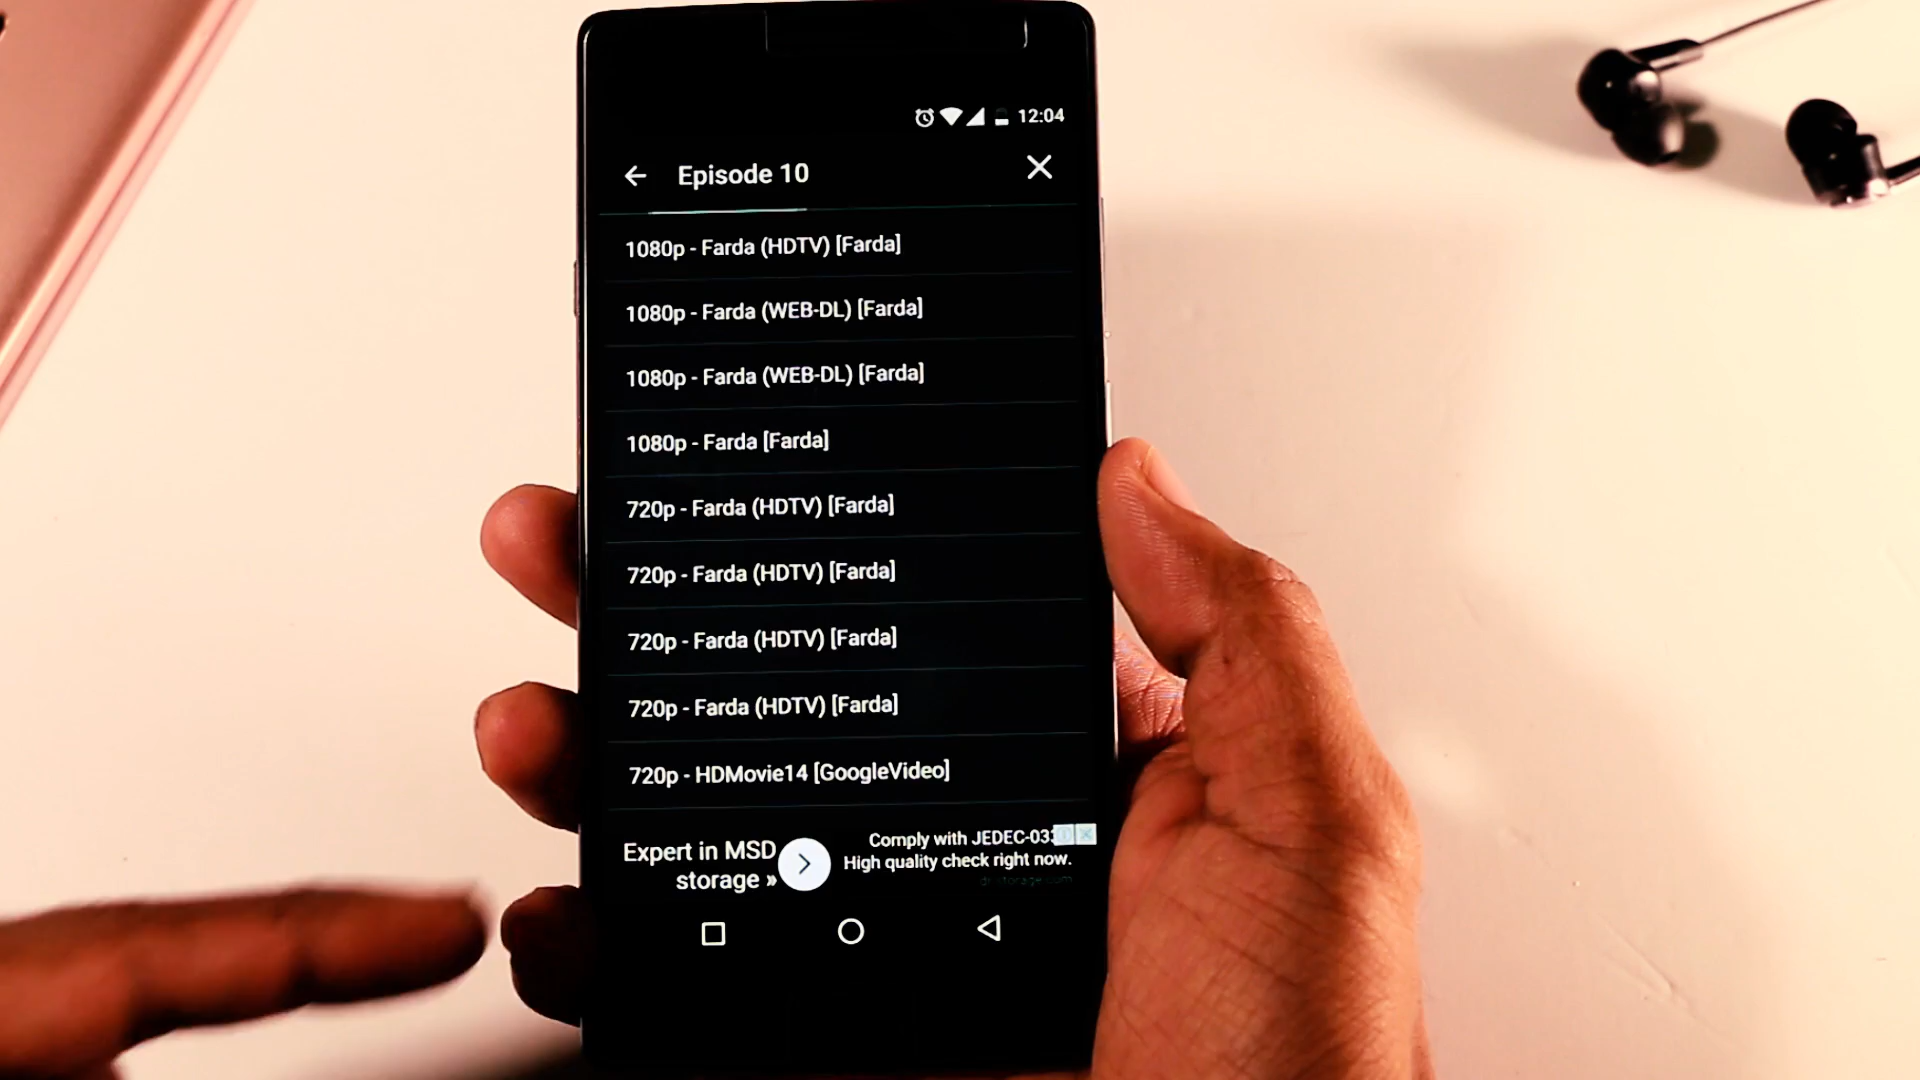 12:04
Episode 10
1080p - Farda (HDTV) [Farda]
1080p - Farda (WEB-DL) [Farda]
1080p - Farda (WEB-DL) [Farda]
1080p - Farda [Farda]
720p - Farda (HDTV) [Farda]
720p - Farda (HDTV) [Farda]
720p - Farda (HDTV) [Farda]
720p - Farda (HDTV) [Farda]
720p - HDMovie14 [GoogleVideo]
Expert in MSD
storage »
Comply with
High quality check right now.